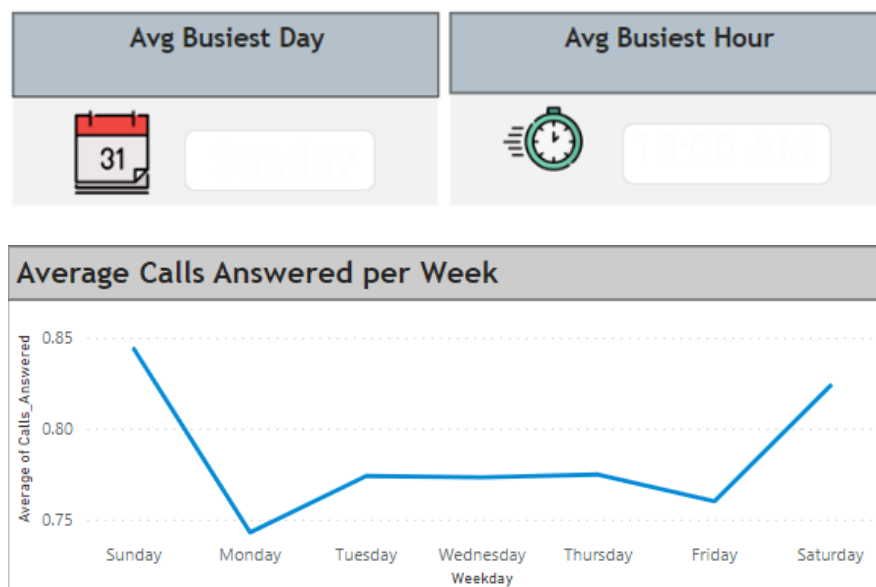 Avg Busiest Day
Avg Busiest Hour
31
Sunday
10:00 AM
Average Calls Answered per Week
Average of Calls_Answered
0.85
0.80
0.75
Sunday Monday Tuesday Wednesday Thursday Friday Saturday
Weekday